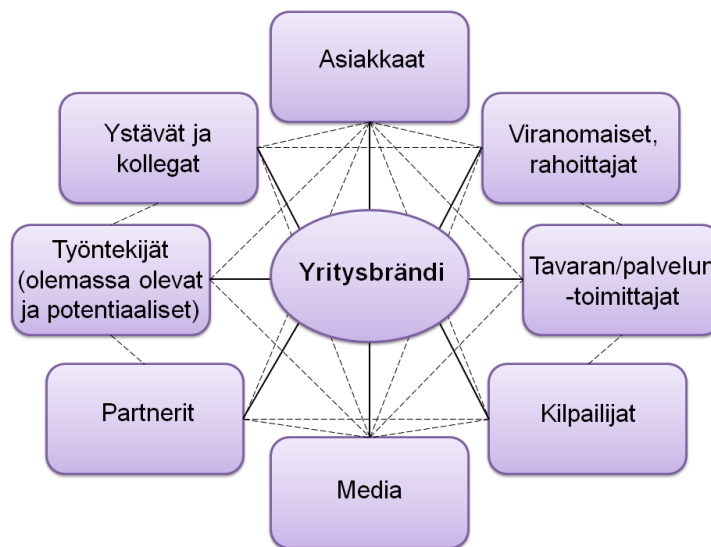 Asiakkaat
Ystävät ja
kollegat
Viranomaiset,
rahoittajat
Työntekijät
(olemassa olevat
ja potentiaaliset)
Yritysbrändi
Tavaran/palvelun
-toimittajat
Partnerit
Kilpailijat
Media